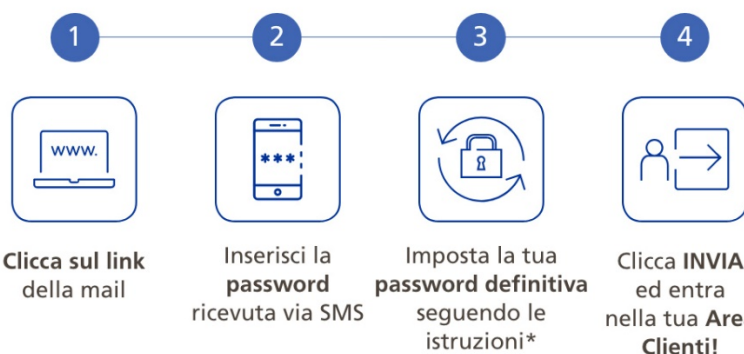 1
2
3
4
www.
***
Clicca sul link
della mail
Inserisci la
password
ricevuta via SMS
Imposta la tua
password definitiva
seguendo le
istruzioni*
Clicca INVIA
ed entra
nella tua Are
Clienti!